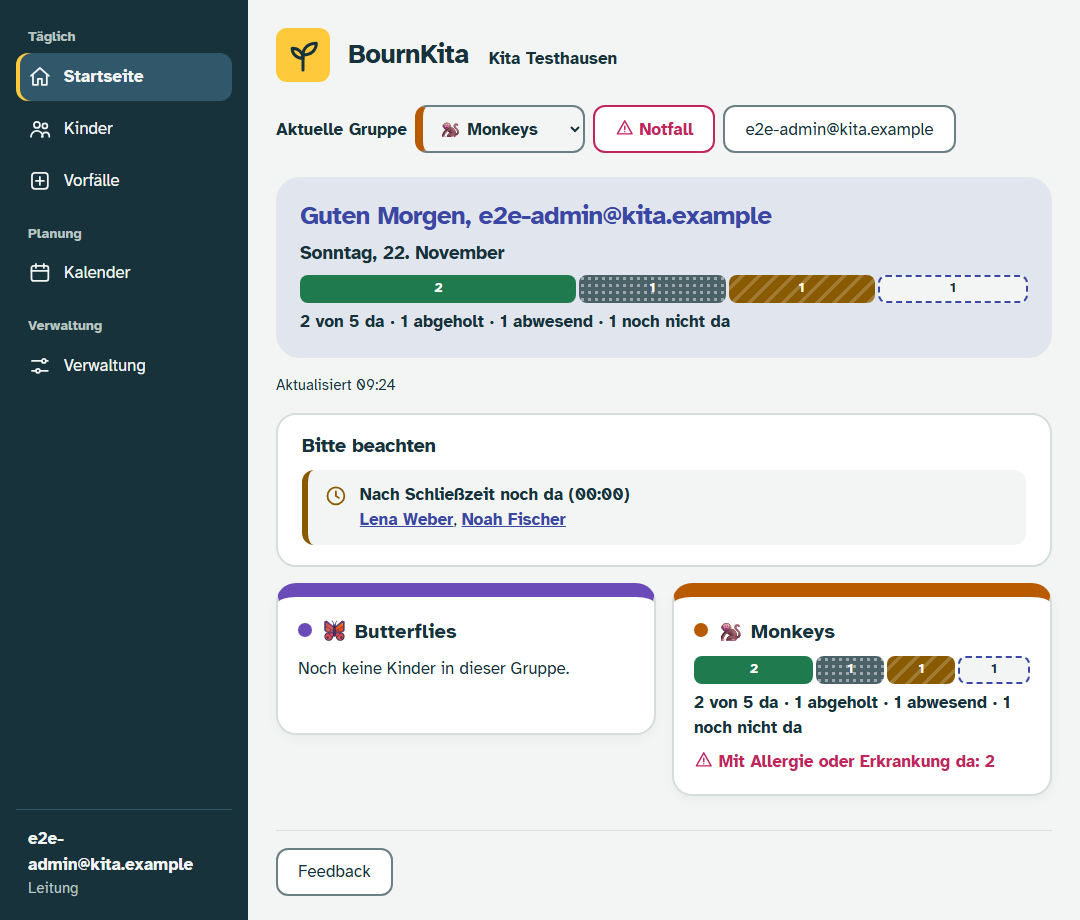 Täglich
Startseite
Kinder
Vorfälle
Planung
Kalender
Verwaltung
Verwaltung
e2e-
admin@kita.example
Leitung
BournKita Kita Testhausen
Aktuelle Gruppe Monkeys Notfall e2e-admin@kita.example
Guten Morgen, e2e-admin@kita.example
Sonntag, 22. November
2 1 1 1
2 von 5 da · 1 abgeholt · 1 abwesend · 1 noch nicht da
Aktualisiert 09:24
Bitte beachten
Nach Schließzeit noch da (00:00)
Lena Weber, Noah Fischer
Butterflies
Noch keine Kinder in dieser Gruppe.
Monkeys
2 1 1 1
2 von 5 da · 1 abgeholt · 1 abwesend · 1
noch nicht da
Mit Allergie oder Erkrankung da: 2
Feedback